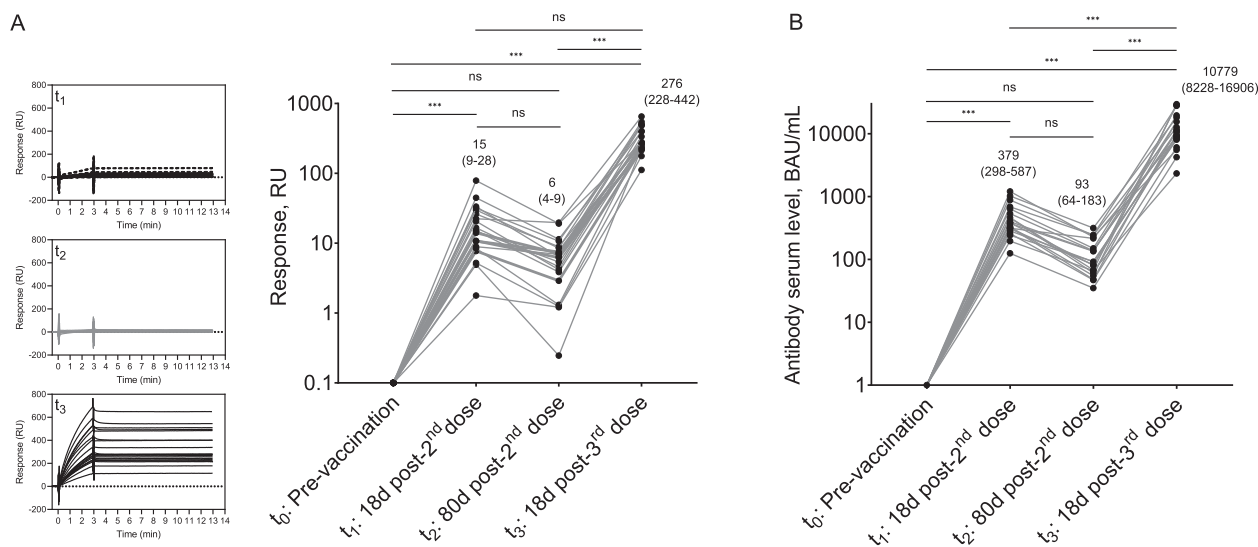 A
t1
Response (RU)
800
600
400
200
0
-200
0 1 2 3 4 5 6 7 8 9 10 11 12 13 14
Time (min)
t2
Response (RU)
800
600
400
200
0
-200
0 1 2 3 4 5 6 7 8 9 10 11 12 13 14
Time (min)
t3
Response (RU)
800
600
400
200
0
-200
0 1 2 3 4 5 6 7 8 9 10 11 12 13 14
Time (min)
ns
***
***
ns
***
ns
276
(228-442)
15
(9-28)
6
(4-9)
Response, RU
1000
100
10
1
0.1
t0: Pre-vaccination
t1: 18d post-2nd dose
t2: 80d post-2nd dose
t3: 18d post-3rd dose
B
***
***
***
ns
***
ns
10779
(8228-16906)
379
(298-587)
93
(64-183)
Antibody serum level, BAU/mL
10000
1000
100
10
1
t0: Pre-vaccination
t1: 18d post-2nd dose
t2: 80d post-2nd dose
t3: 18d post-3rd dose